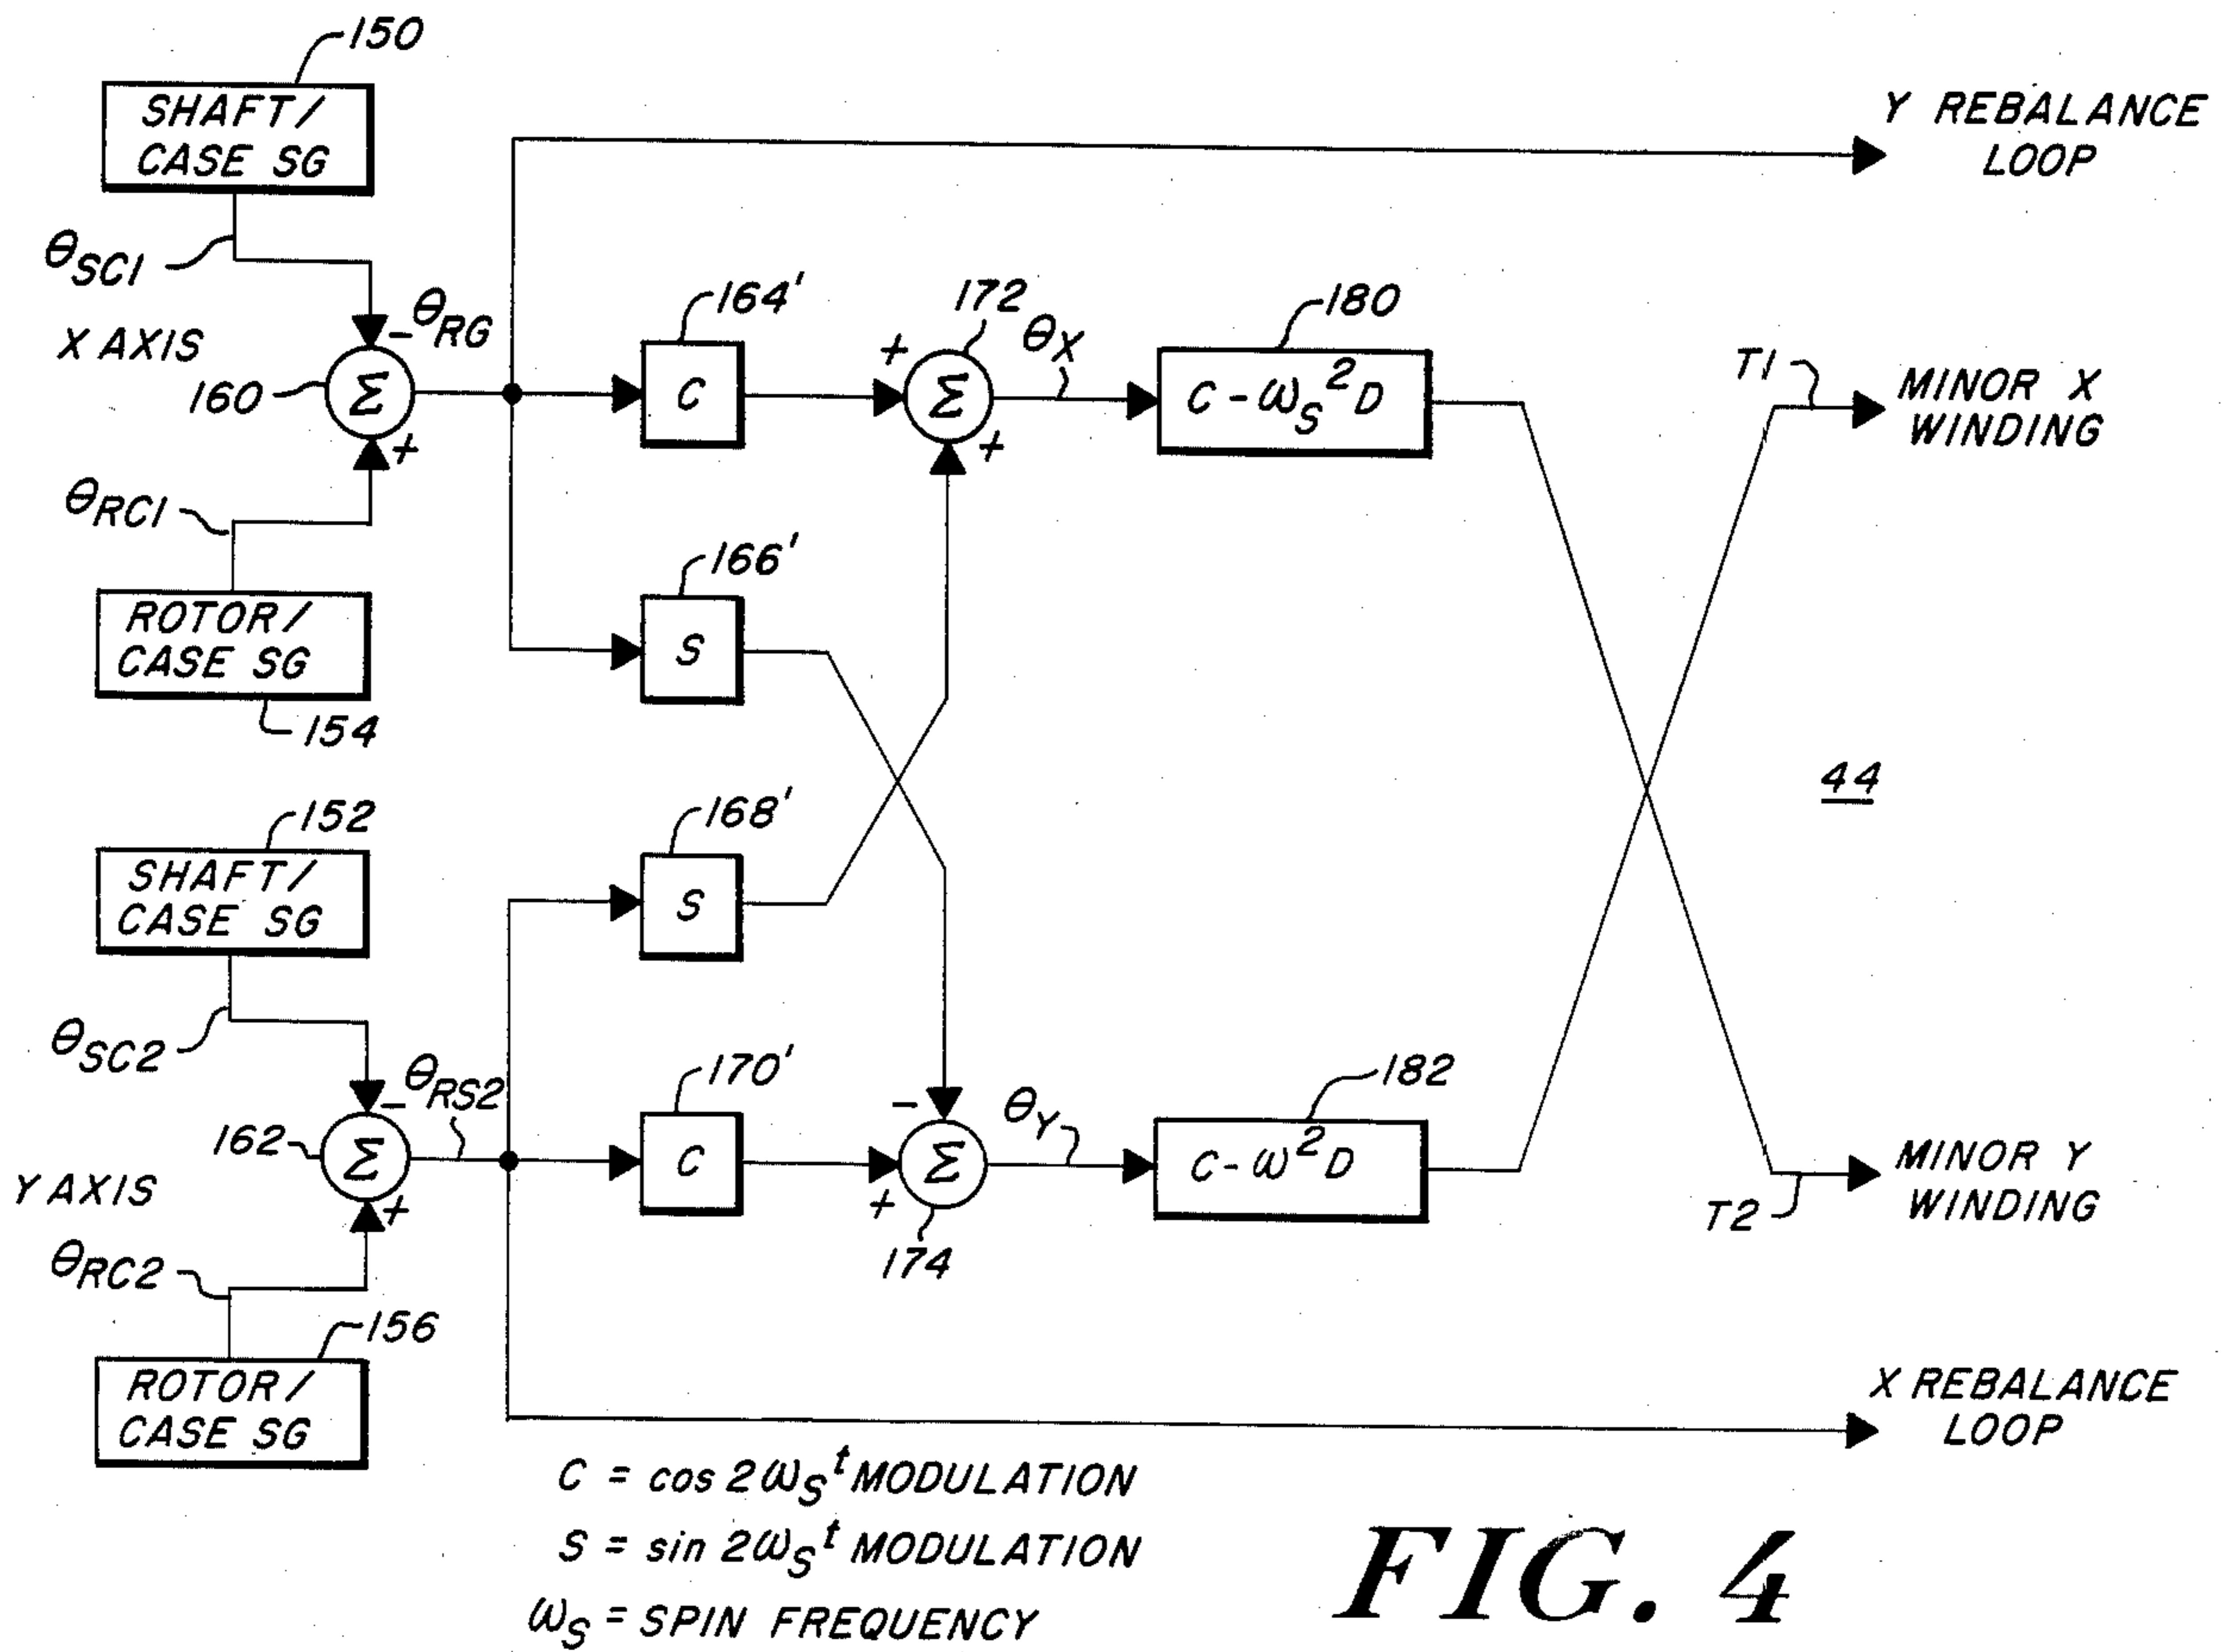 150
SHAFT/
CASE SG
Y REBALANCE
LOOP
θSC1
X AXIS
−
θRG
160
Σ
+
θRC1
ROTOR/
CASE SG
154
164'
C
166'
S
172
+
Σ
+
θX
180
C - ωS²D
T1
MINOR X
WINDING
44
152
SHAFT/
CASE SG
θSC2
168'
S
θRS2
−
162
Σ
+
Y AXIS
θRC2
156
ROTOR/
CASE SG
170'
C
−
Σ
+
174
θY
182
C - ω²D
T2
MINOR Y
WINDING
X REBALANCE
LOOP
C = cos 2ωSt MODULATION
S = sin 2ωSt MODULATION
ωS = SPIN FREQUENCY
FIG. 4